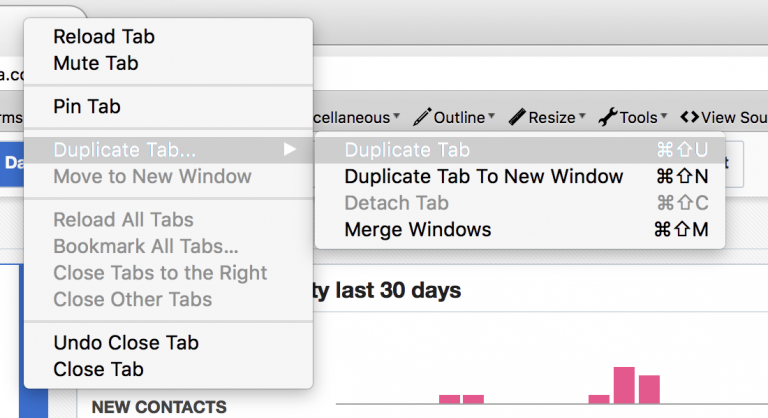 Reload Tab
Mute Tab
Pin Tab
Duplicate Tab... ▶
Move to New Window
Reload All Tabs
Bookmark All Tabs...
Close Tabs to the Right
Close Other Tabs
Undo Close Tab
Close Tab
Duplicate Tab ⌘⇧U
Duplicate Tab To New Window ⌘⇧N
Detach Tab ⌘⇧C
Merge Windows ⌘⇧M
a.co
rms cellaneous Outline Resize Tools View Sou
Da t
ty last 30 days
NEW CONTACTS